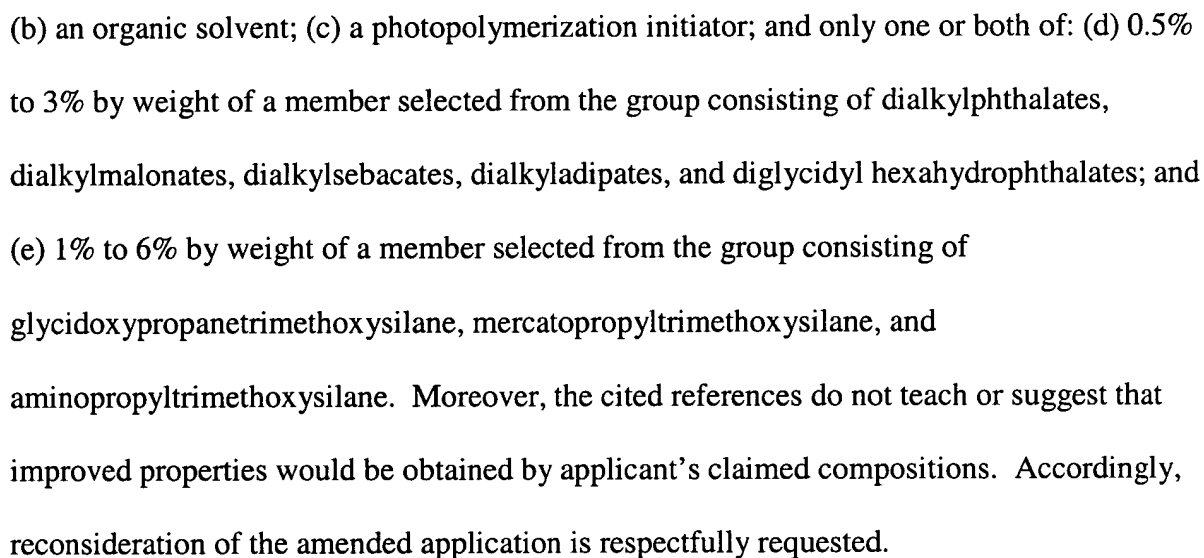 (b) an organic solvent; (c) a photopolymerization initiator; and only one or both of: (d) 0.5%
to 3% by weight of a member selected from the group consisting of dialkylphthalates,
dialkylmalonates, dialkylsebacates, dialkyladipates, and diglycidyl hexahydrophthalates; and
(e) 1% to 6% by weight of a member selected from the group consisting of
glycidoxypropanetrimethoxysilane, mercatopropyltrimethoxysilane, and
aminopropyltrimethoxysilane.  Moreover, the cited references do not teach or suggest that
improved properties would be obtained by applicant's claimed compositions.  Accordingly,
reconsideration of the amended application is respectfully requested.